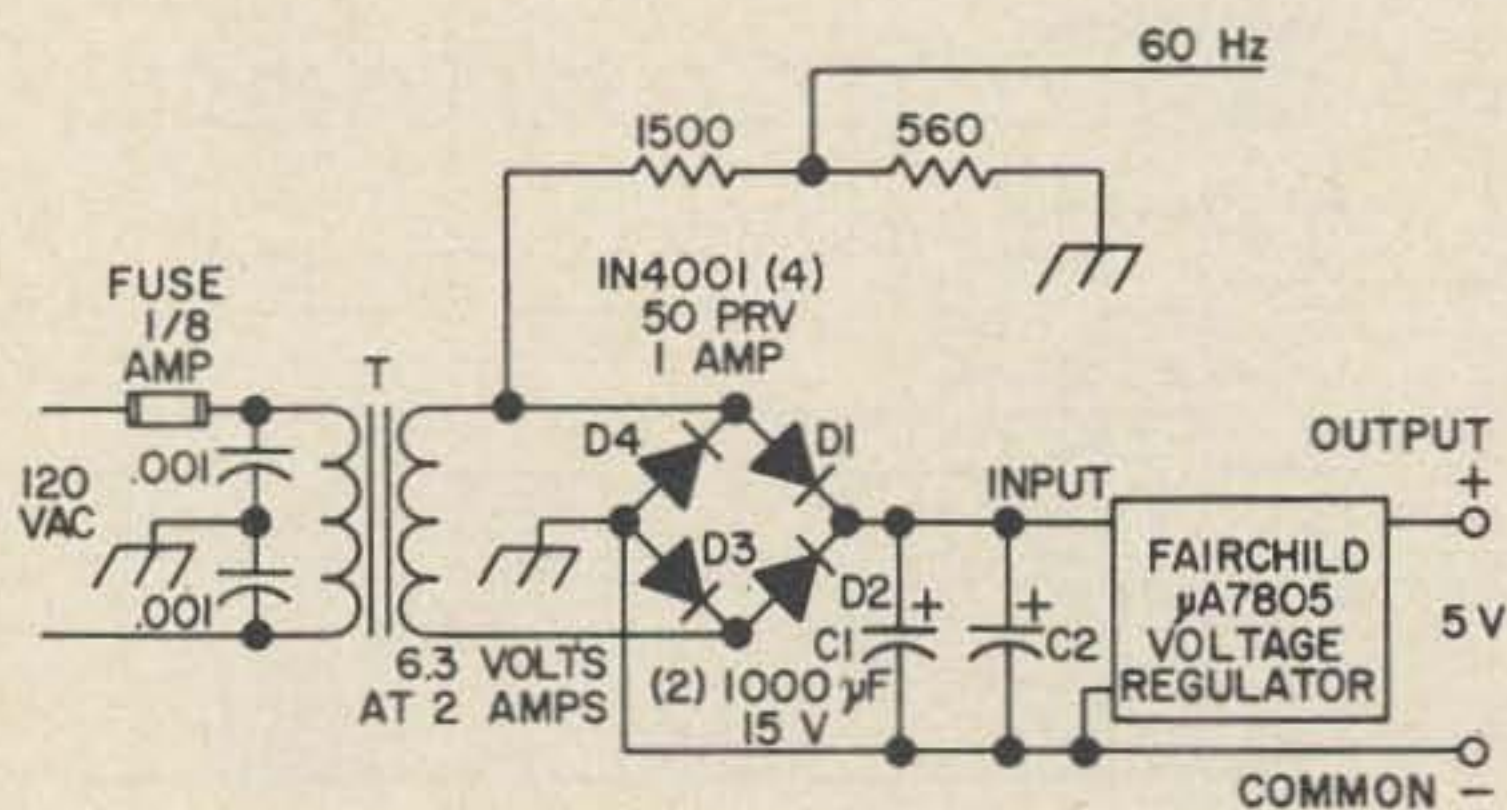 60 Hz
1500
560
IN4001 (4)
50 PRV
1 AMP
FUSE
1/8
AMP
T
D4
D1
.001
120
VAC
INPUT
OUTPUT
+
D3
FAIRCHILD
µA7805
VOLTAGE
REGULATOR
D2
+
+
.001
C1
C2
5 V
6.3 VOLTS
AT 2 AMPS
(2) 1000 µF
15 V
COMMON −